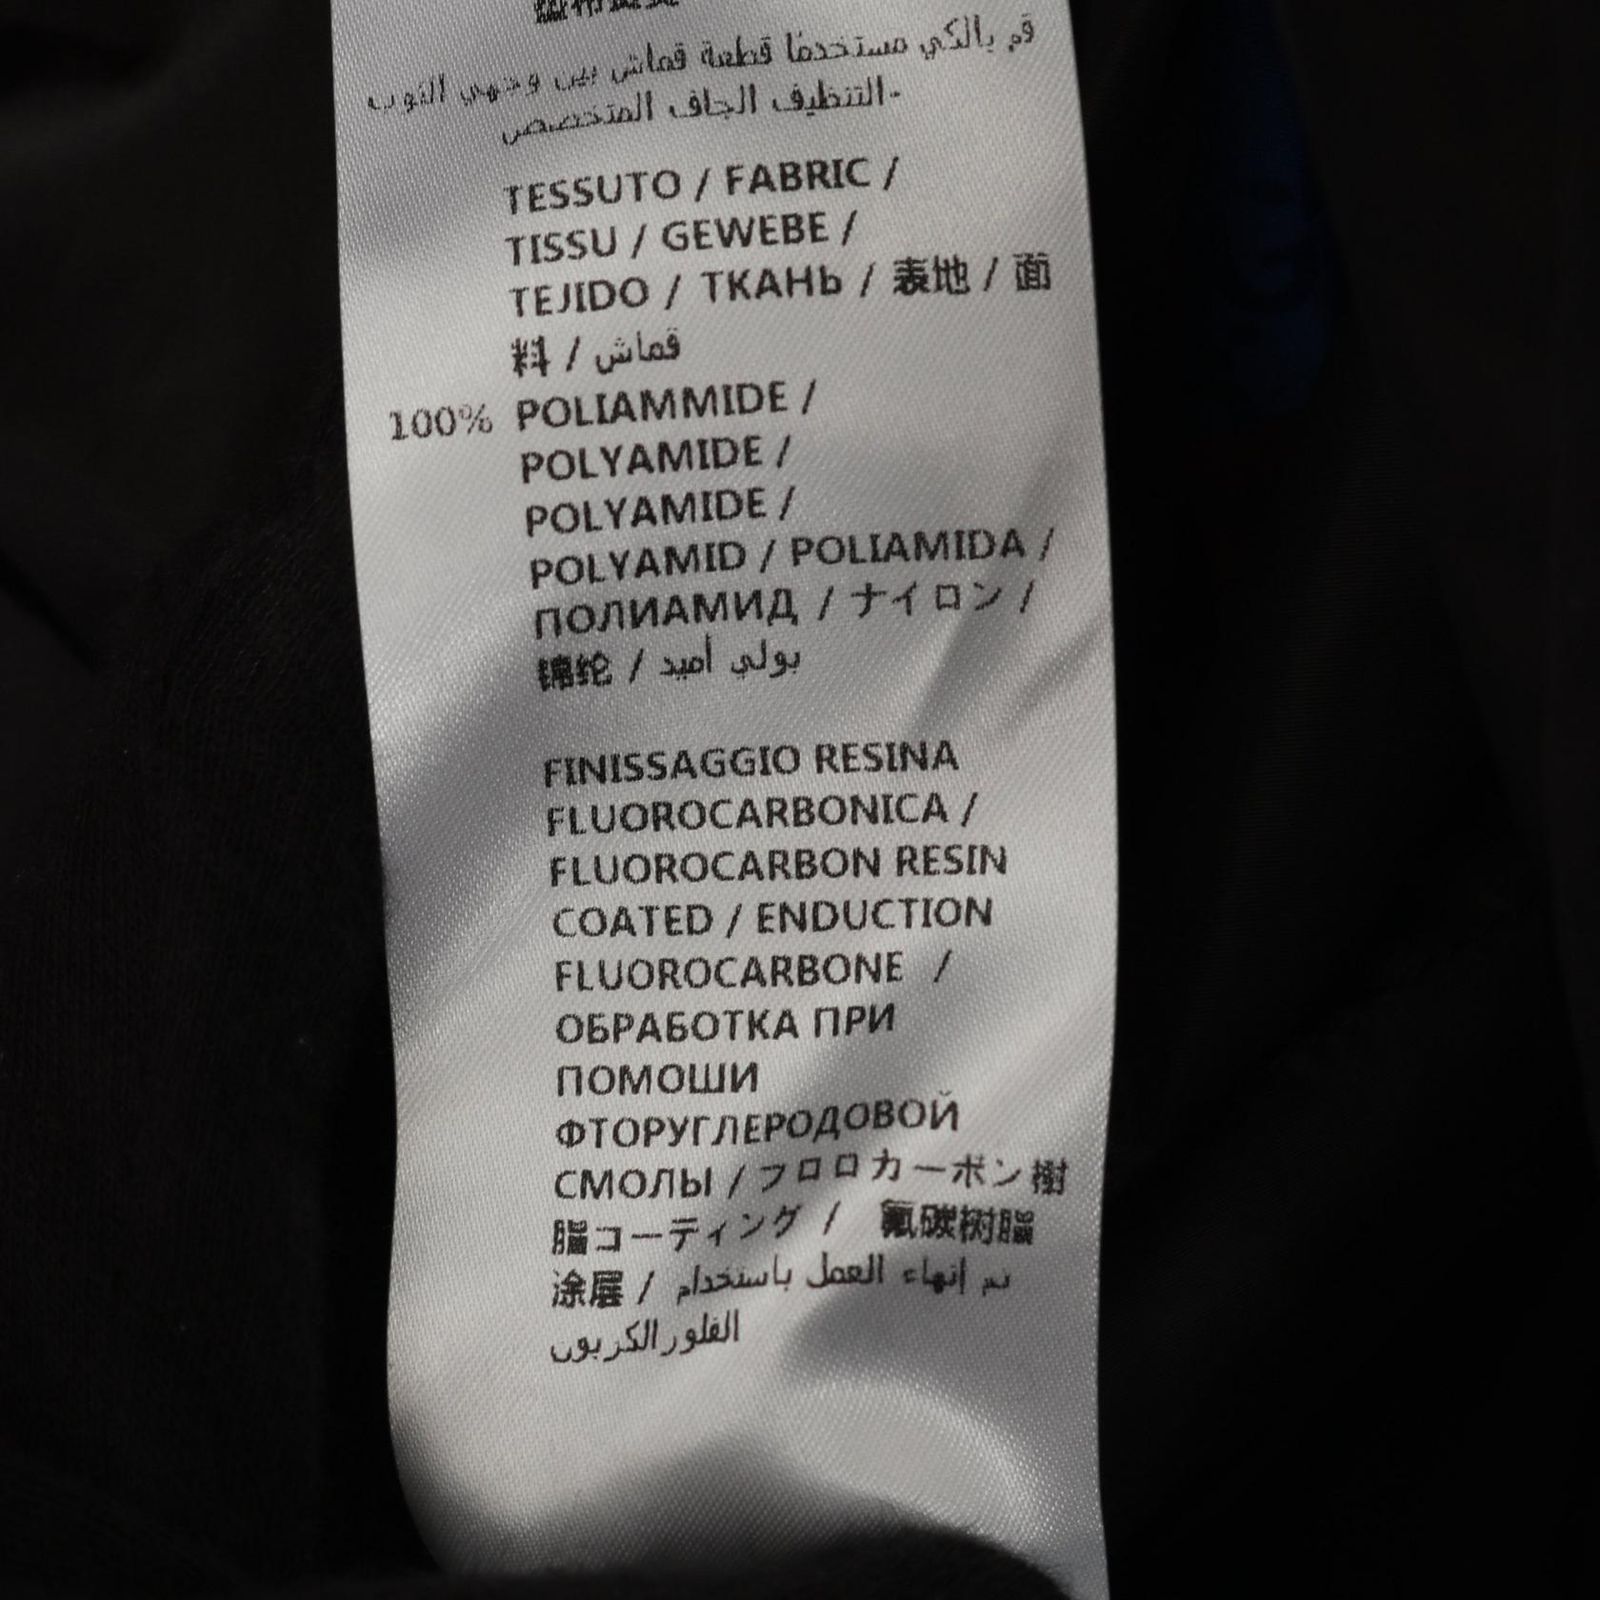 قم بالكي مستخدمًا قطعة قماش بين وجهي الثوب
-التنظيف الجاف المتخصص
TESSUTO / FABRIC /
TISSU / GEWEBE /
TEJIDO / ТКАНЬ / 表地 / 面
料 / قماش
100% POLIAMMIDE /
POLYAMIDE /
POLYAMIDE /
POLYAMID / POLIAMIDA /
ПОЛИАМИД / ナイロン /
锦纶 / بولي أميد
FINISSAGGIO RESINA
FLUOROCARBONICA /
FLUOROCARBON RESIN
COATED / ENDUCTION
FLUOROCARBONE /
ОБРАБОТКА ПРИ
ПОМОШИ
ФТОРУГЛЕРОДОВОЙ
СМОЛЫ / フロロカーボン樹
脂コーティング / 氟碳树脂
涂层 / تم إنهاء العمل باستخدام
الفلورالكربون